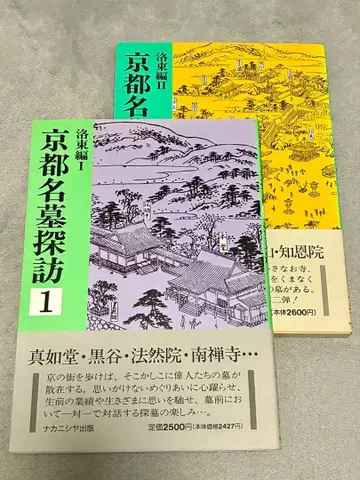 洛東編Ⅱ
京都名
洛東編Ⅰ
京都名墓探訪
1
山・知恩院
さなお寺、
をくまなく
の墓がある。
二弾!
(本体2600円)
真如堂・黒谷・法然院・南禅寺…
京の街を歩けば、そこかしこに偉人たちの墓が
散在する。思いがけないめぐりあいに心躍らせ、
生前の業績や生きざまに思いを馳せ、墓前におい
て一対一で対話する探墓の楽しみ…。
ナカニシヤ出版
定価2500円(本体価格2427円)